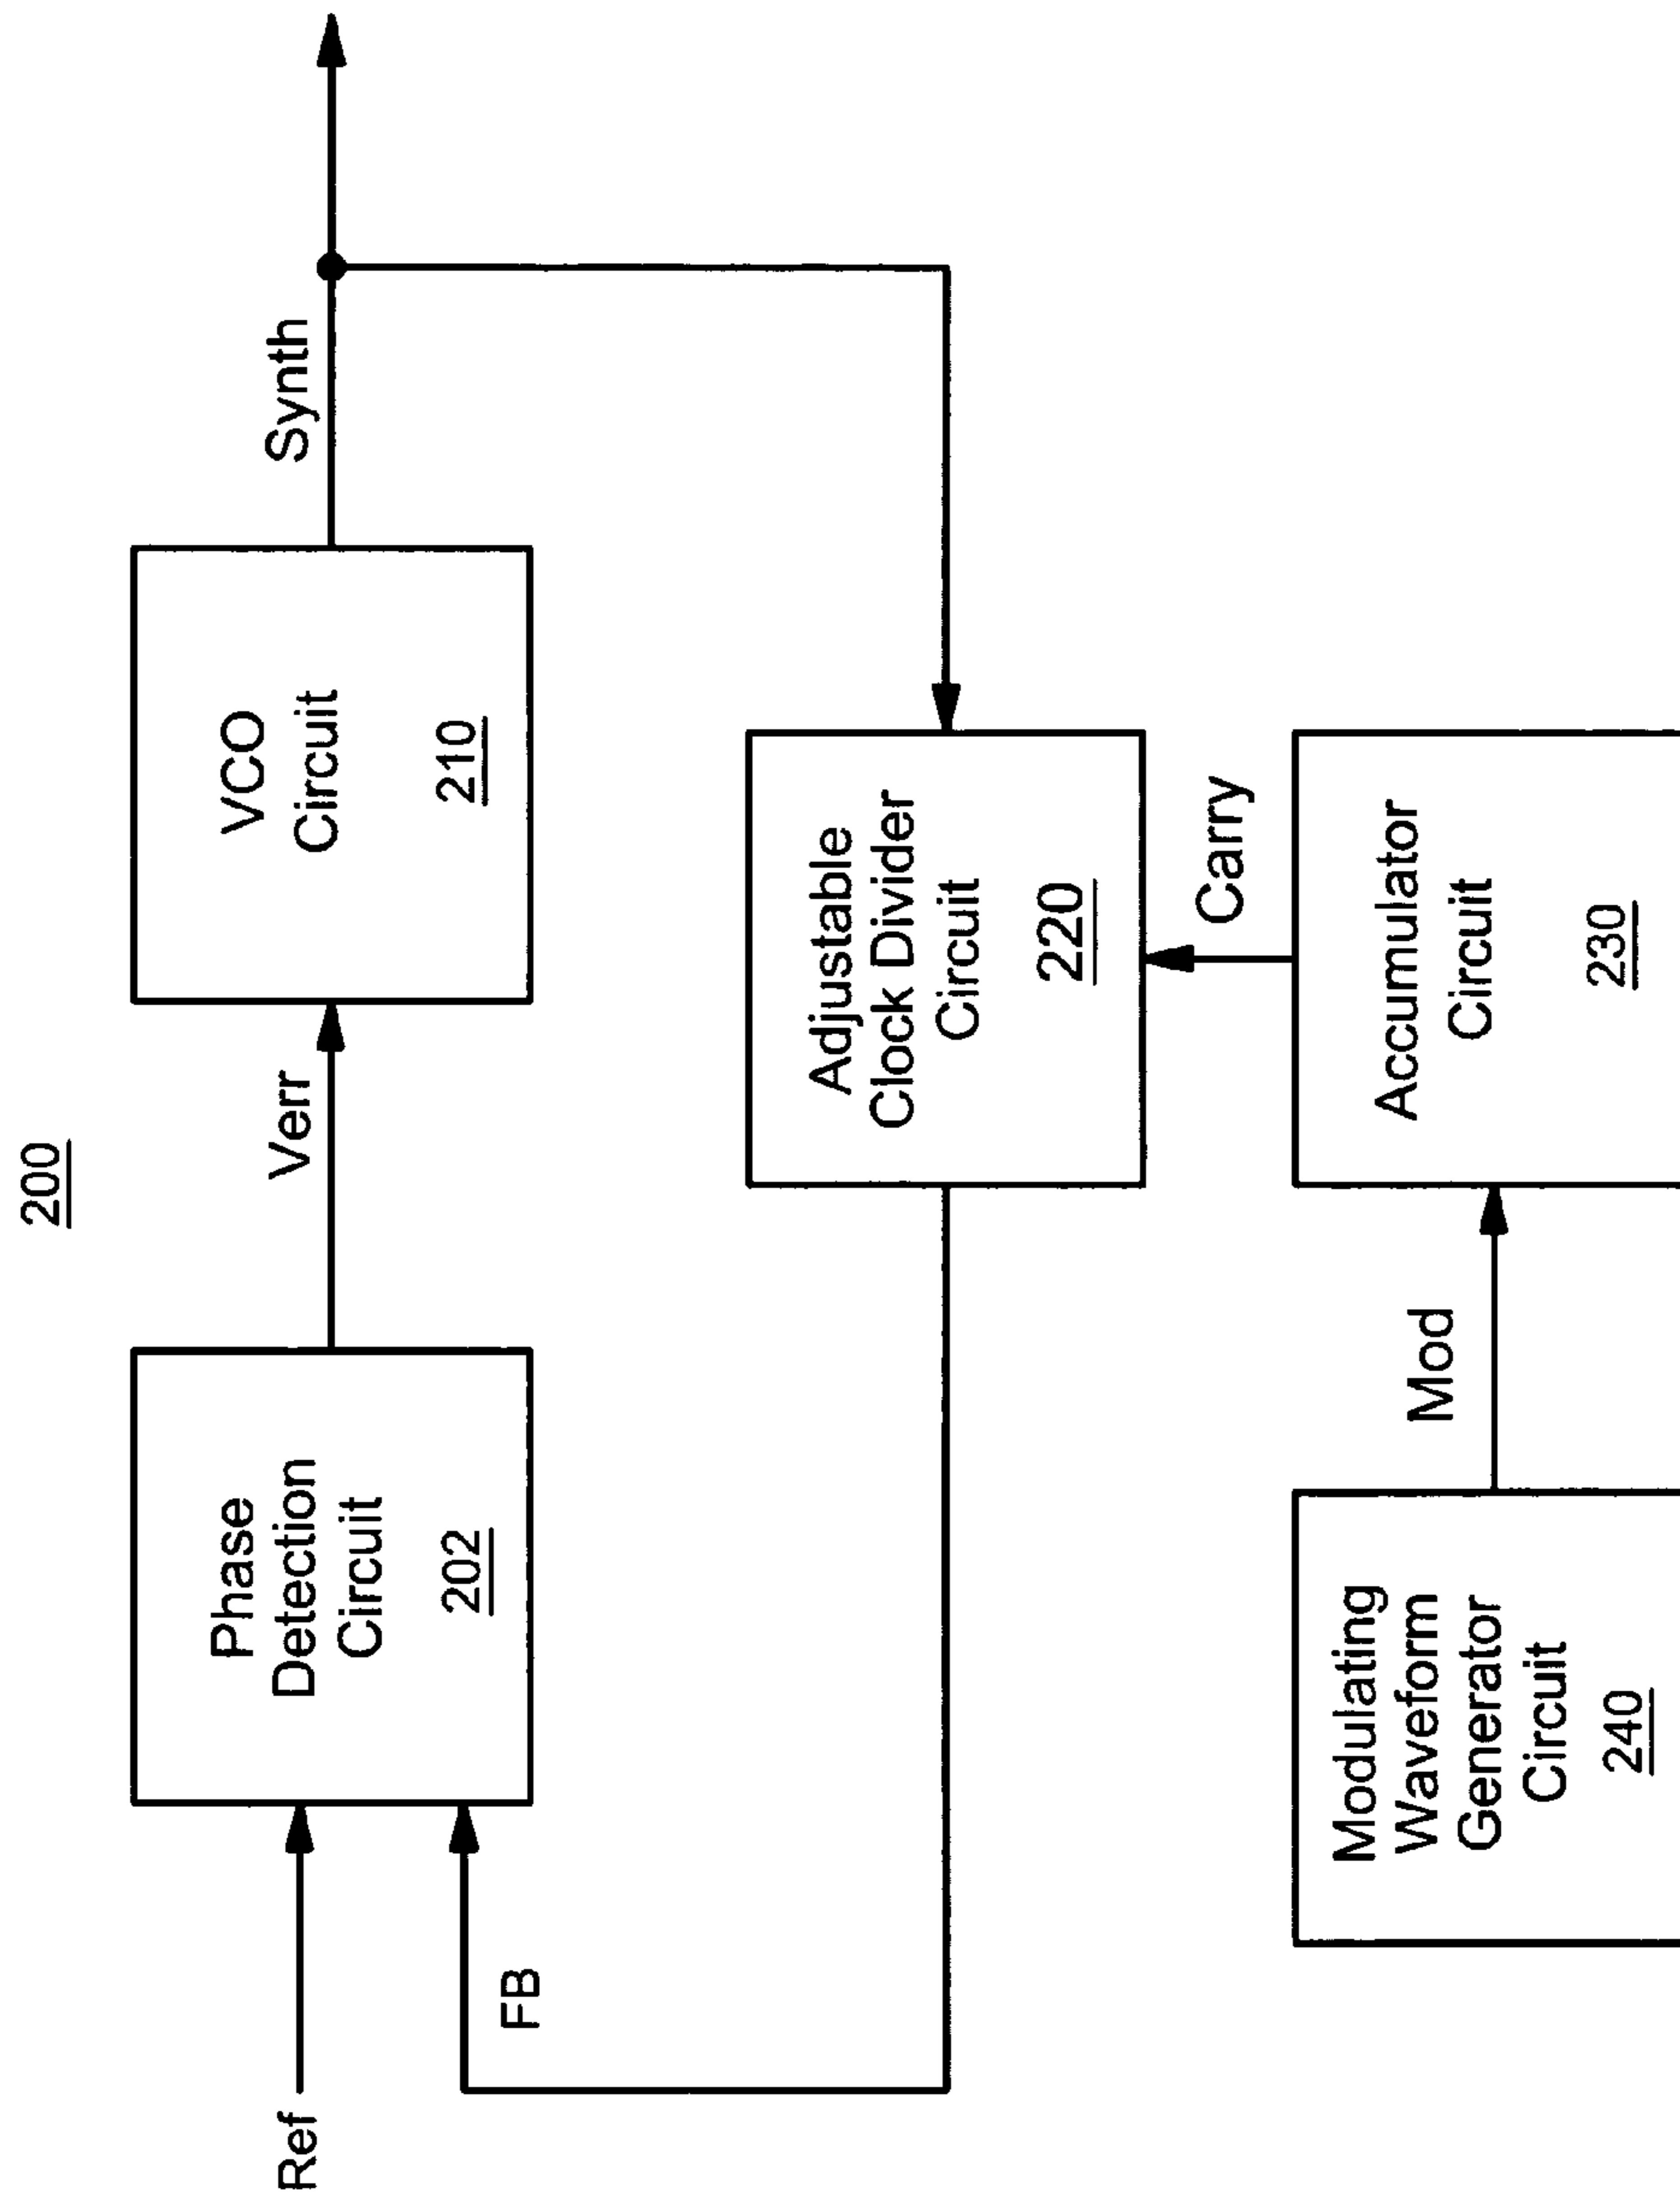 200
Ref
FB
Phase
Detection
Circuit
202
Verr
VCO
Circuit
210
Synth
Adjustable
Clock Divider
Circuit
220
Carry
Modulating
Waveform
Generator
Circuit
240
Mod
Accumulator
Circuit
230